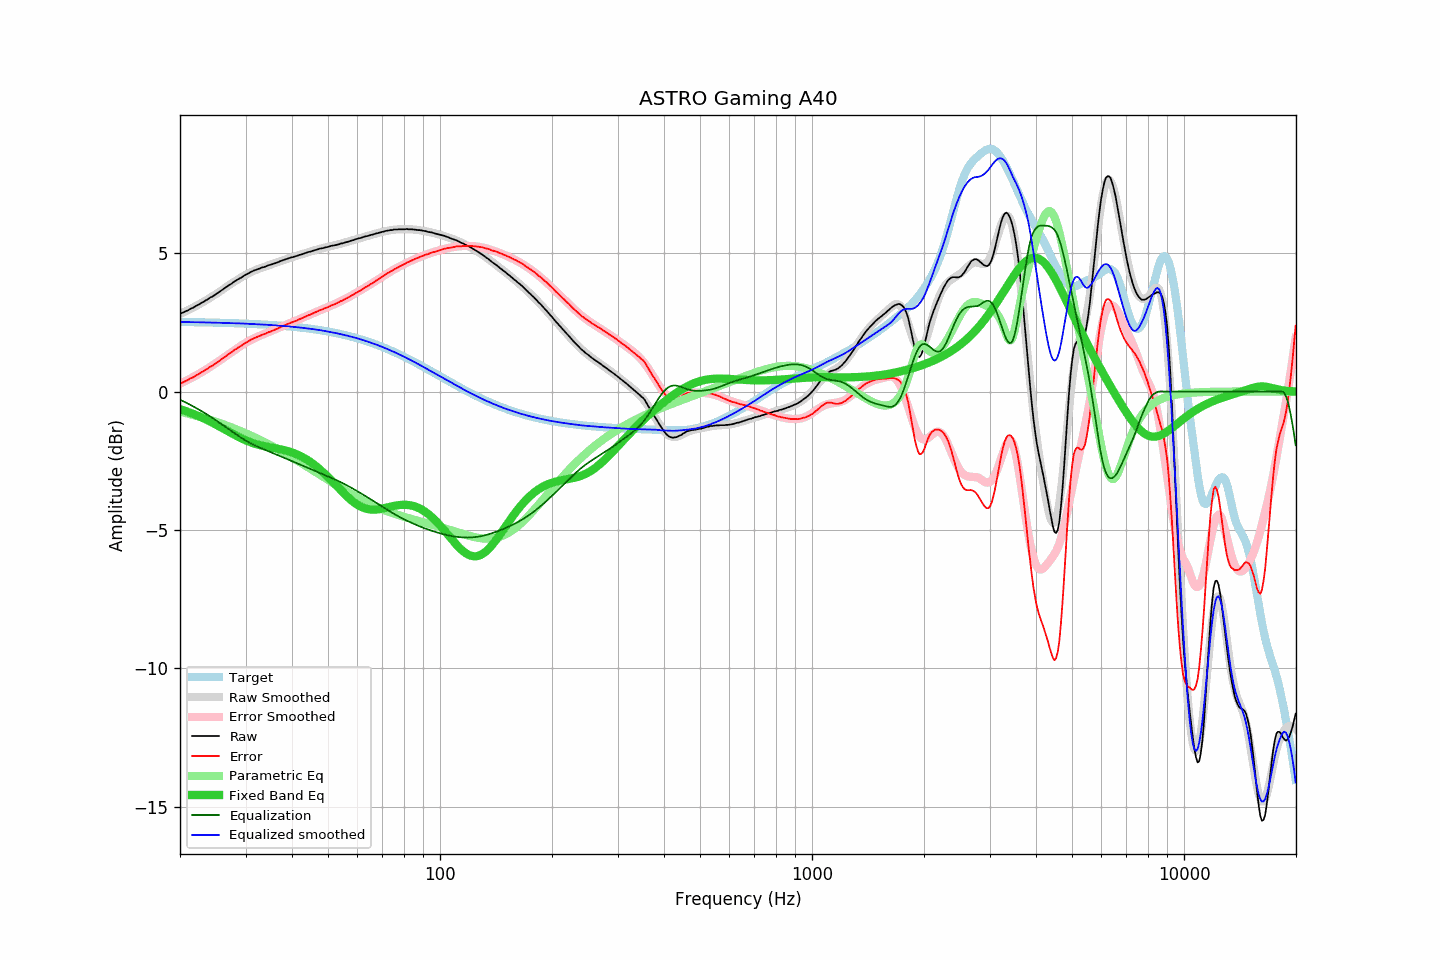 ASTRO Gaming A40
Amplitude (dBr)
5
0
−5
−10
−15
Target
Raw Smoothed
Error Smoothed
Raw
Error
Parametric Eq
Fixed Band Eq
Equalization
Equalized smoothed
100
1000
10000
Frequency (Hz)